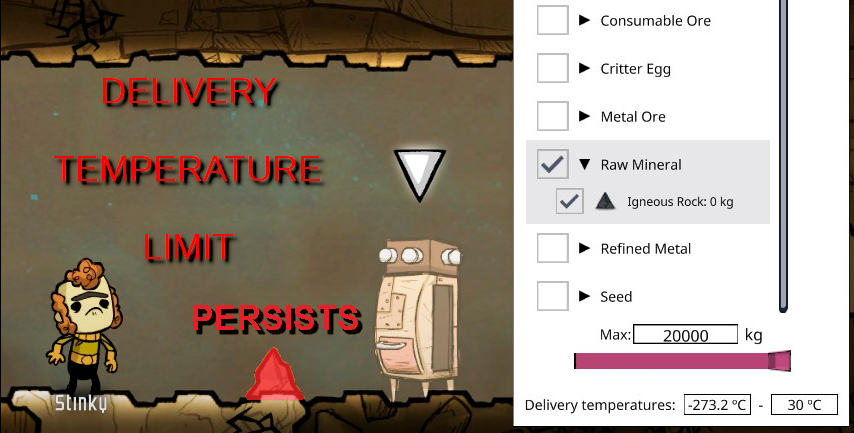 DELIVERY
TEMPERATURE
LIMIT
PERSISTS
Stinky
Consumable Ore
Critter Egg
Metal Ore
Raw Mineral
Igneous Rock: 0 kg
Refined Metal
Seed
Max: 20000 kg
Delivery temperatures: -273.2 ºC - 30 ºC